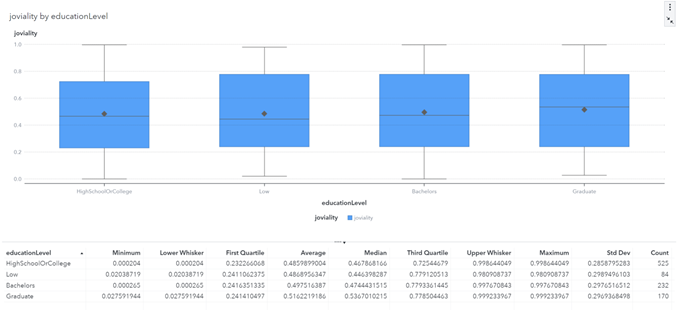 joviality by educationLevel
joviality
1.0
0.8
0.6
0.4
0.2
0.0
HighSchoolOrCollege Low Bachelors Graduate
educationLevel
joviality joviality
educationLevel Minimum Lower Whisker First Quartile Average Median Third Quartile Upper Whisker Maximum Std Dev Count
HighSchoolOrCollege 0.000204 0.000204 0.232266068 0.4859899004 0.467868166 0.72544679 0.998644049 0.998644049 0.2858795283 525
Low 0.02038719 0.02038719 0.2411062375 0.4868956347 0.446398287 0.779120513 0.980908737 0.980908737 0.2989496103 84
Bachelors 0.000265 0.000265 0.2416351335 0.497516387 0.4744431515 0.7793361445 0.997670843 0.997670843 0.2976516512 232
Graduate 0.027591944 0.027591944 0.241410497 0.5162219186 0.5367010215 0.778504463 0.999233967 0.999233967 0.2969368498 170